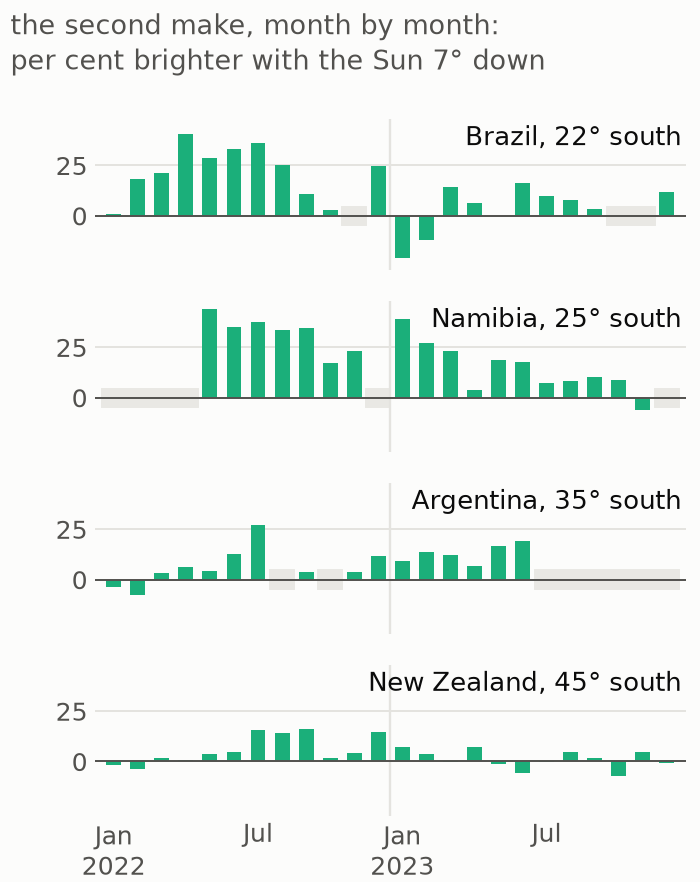 the second make, month by month:
per cent brighter with the Sun 7° down
Brazil, 22° south
25
0
Namibia, 25° south
25
0
Argentina, 35° south
25
0
New Zealand, 45° south
25
0
Jan Jul Jan Jul
2022 2023